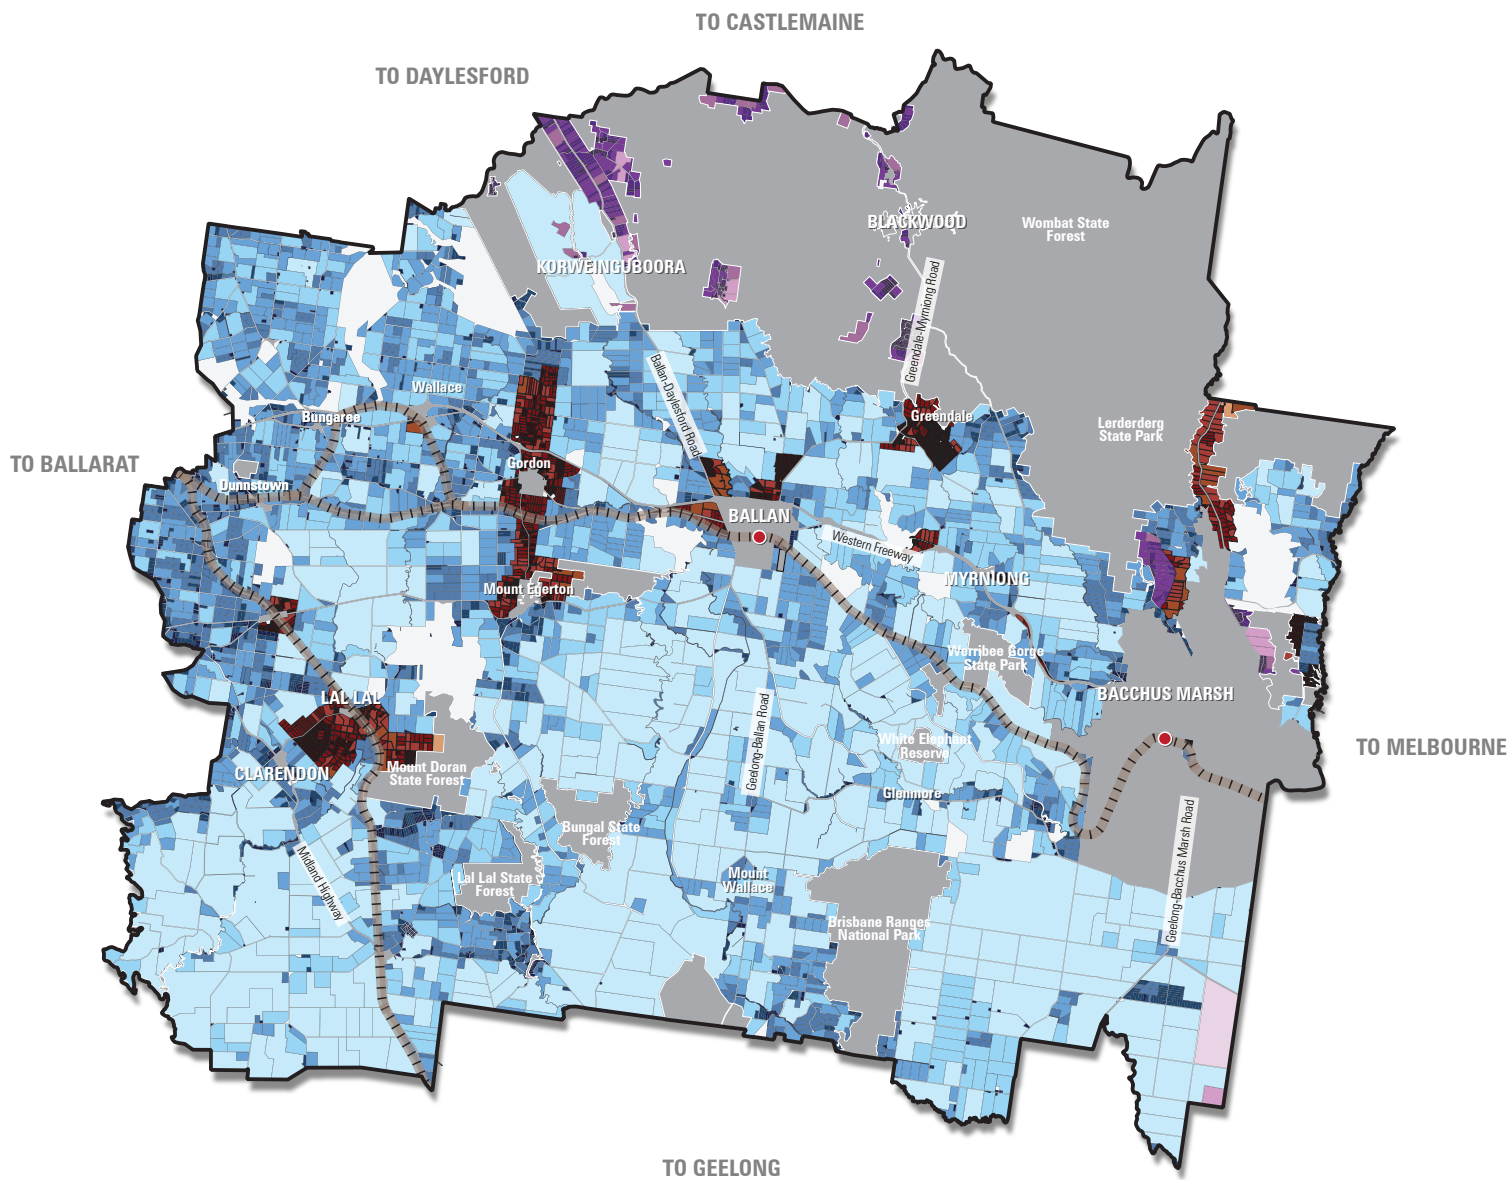 TO CASTLEMAINE
TO DAYLESFORD
BLACKWOOD
Wombat State
Forest
KORWEINGUBOORA
Greendale-Myrniong Road
Ballan-Daylesford Road
Wallace
Bungaree
Greendale
Lerderderg
State Park
TO BALLARAT
Gordon
Dunnstown
BALLAN
Western Freeway
MYRNIONG
Mount Egerton
Werribee Gorge
State Park
LAL LAL
BACCHUS MARSH
Geelong-Ballan Road
White Elephant
Reserve
TO MELBOURNE
CLARENDON
Mount Doran
State Forest
Glenmore
Bungal State
Forest
Geelong-Bacchus Marsh Road
Midland Highway
Lal Lal State
Forest
Mount
Wallace
Brisbane Ranges
National Park
TO GEELONG